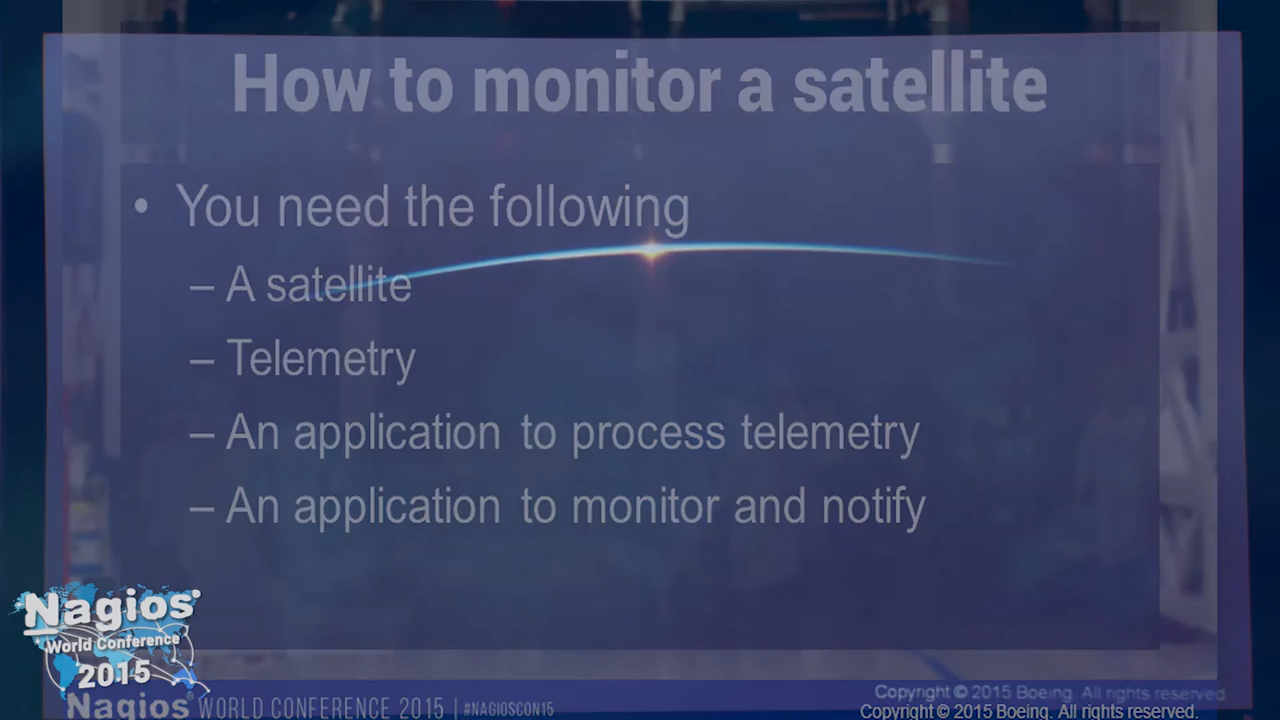 How to monitor a satellite
• You need the following
– A satellite
– Telemetry
– An application to process telemetry
– An application to monitor and notify
Nagios®
World Conference
2015
Nagios® WORLD CONFERENCE 2015 | #NAGIOSCON15
Copyright © 2015 Boeing. All rights reserved
Copyright © 2015 Boeing. All rights reserved.